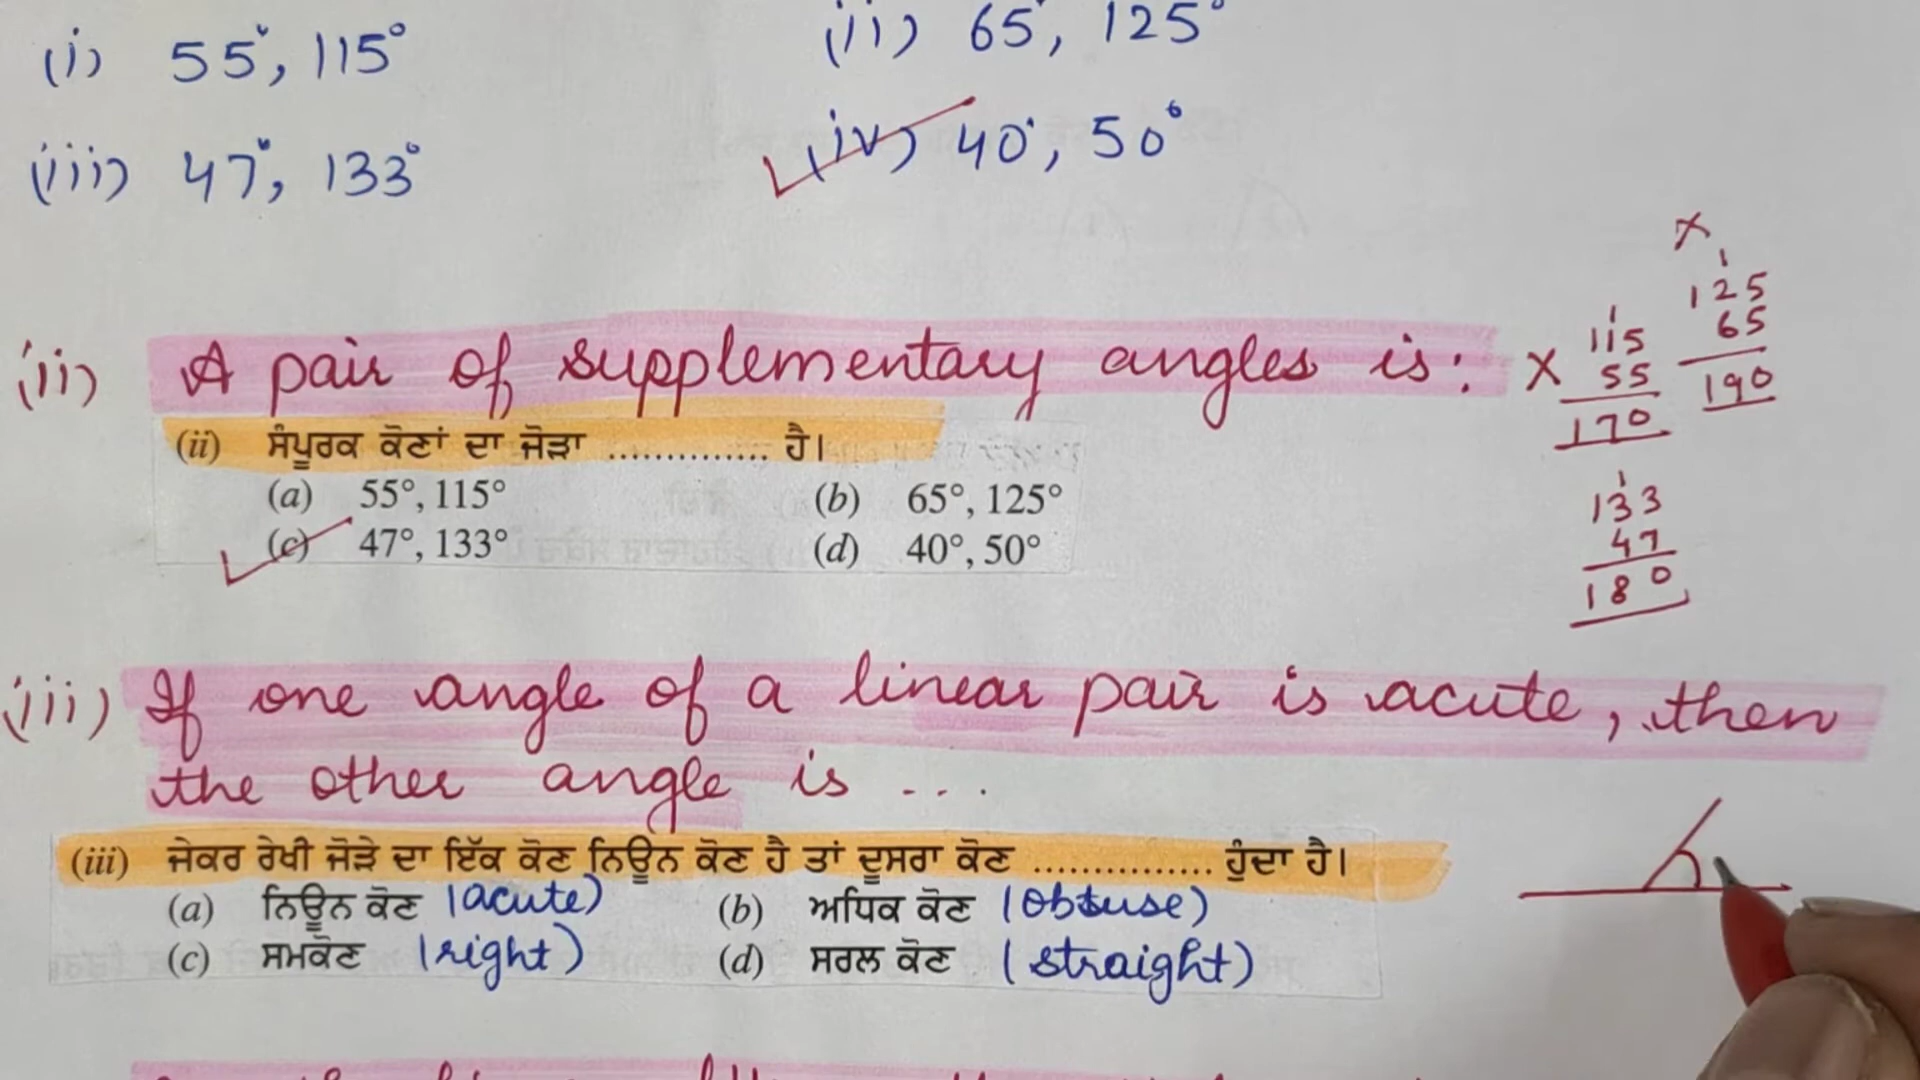 (i) 55°, 115° (ii) 65°, 125°
(iii) 47°, 133° (iv) 40°, 50°
(ii) A pair of supplementary angles is:
(ii) ਸੰਪੂਰਕ ਕੋਣਾਂ ਦਾ ਜੋੜਾ .............. ਹੈ।
(a) 55°, 115° (b) 65°, 125°
(c) 47°, 133° (d) 40°, 50°
x
1
125
65
190
1
x 115
55
170
1
133
47
180
(iii) If one angle of a linear pair is acute, then
the other angle is ...
(iii) ਜੇਕਰ ਰੇਖੀ ਜੋੜੇ ਦਾ ਇੱਕ ਕੋਣ ਨਿਊਨ ਕੋਣ ਹੈ ਤਾਂ ਦੂਸਰਾ ਕੋਣ ................ ਹੁੰਦਾ ਹੈ।
(a) ਨਿਊਨ ਕੋਣ (acute) (b) ਅਧਿਕ ਕੋਣ (obtuse)
(c) ਸਮਕੋਣ (right) (d) ਸਰਲ ਕੋਣ (straight)